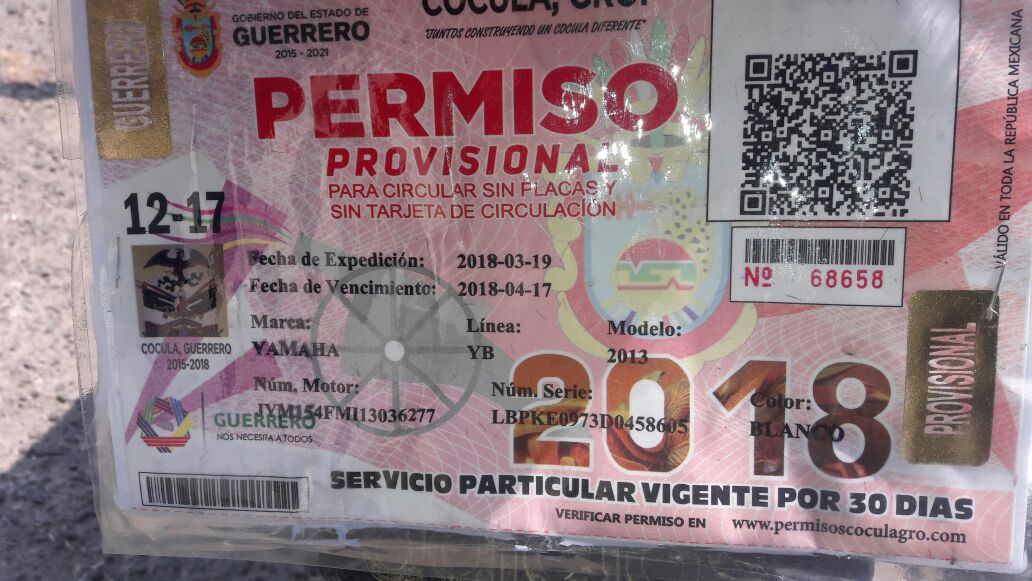 GOBIERNO DEL ESTADO DE
GUERRERO
2015 - 2021
COCULA, GRO.
"JUNTOS CONSTRUYENDO UN COCULA DIFERENTE"
GUERRERO
PERMISO
PROVISIONAL
PARA CIRCULAR SIN PLACAS Y
SIN TARJETA DE CIRCULACIÓN
VÁLIDO EN TODA LA REPÚBLICA MEXICANA
12-17
Nº 68658
COCULA, GUERRERO
2015-2018
Fecha de Expedición: 2018-03-19
Fecha de Vencimiento: 2018-04-17
Marca: Línea: Modelo:
YAMAHA YB 2013
Núm. Motor: Núm. Serie: Color:
JYM154FMI13036277 LBPKE0973D0458605 BLANCO
2018
PROVISIONAL
GUERRERO
NOS NECESITA A TODOS
SERVICIO PARTICULAR VIGENTE POR 30 DIAS
VERIFICAR PERMISO EN www.permisoscoculagro.com